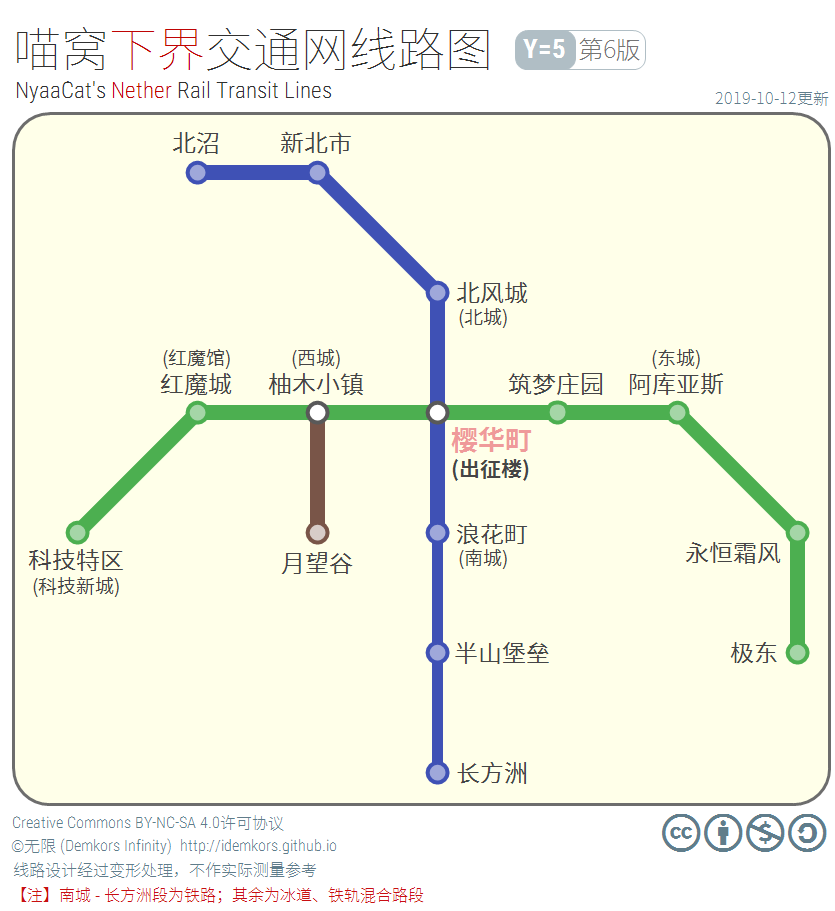 喵窝下界交通网线路图 Y=5 第6版
NyaaCat's Nether Rail Transit Lines
2019-10-12更新
北沼
新北市
北风城
(北城)
(红魔馆)
红魔城
(西城)
柚木小镇
筑梦庄园
(东城)
阿库亚斯
樱华町
(出征楼)
科技特区
(科技新城)
月望谷
浪花町
(南城)
永恒霜风
半山堡垒
极东
长方洲
Creative Commons BY-NC-SA 4.0许可协议
©无限 (Demkors Infinity) http://idemkors.github.io
线路设计经过变形处理，不作实际测量参考
【注】南城 - 长方洲段为铁路；其余为冰道、铁轨混合路段
cc